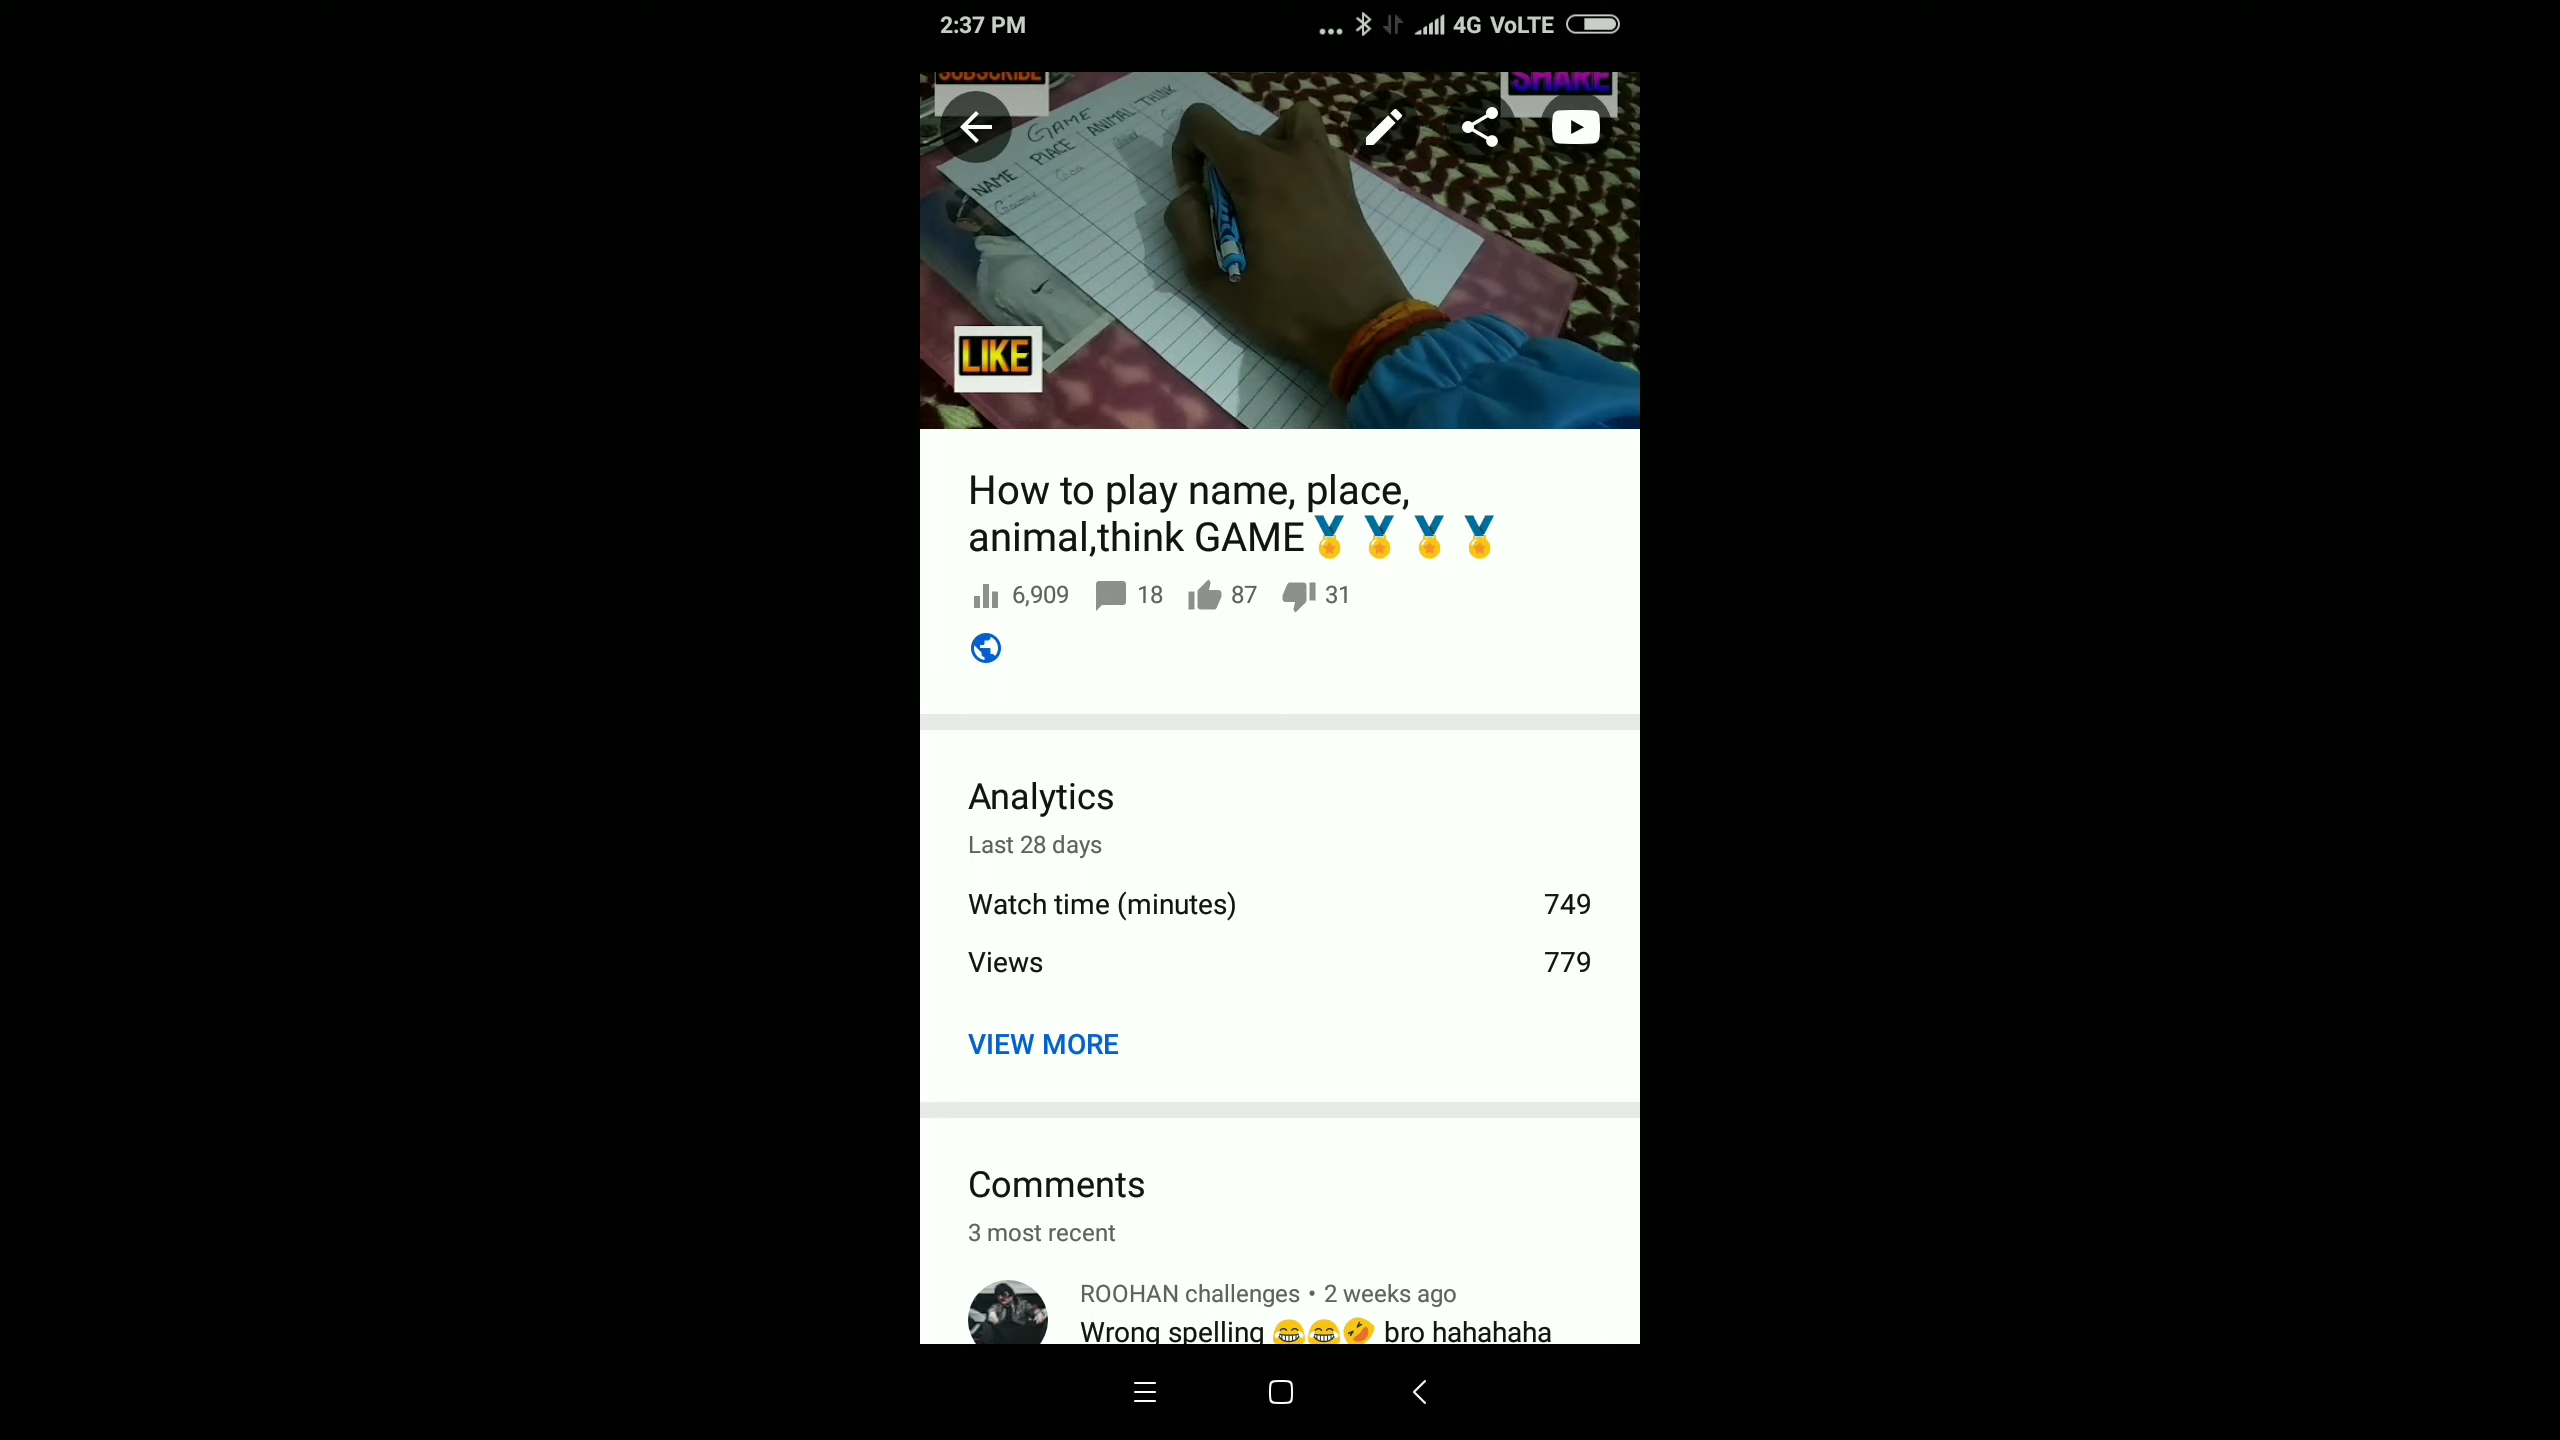 2:37 PM
... 4G VoLTE
SUBSCRIBE
SHARE
GAME
NAME PLACE ANIMAL THINK
Goa
LIKE
How to play name, place,
animal,think GAME🏅🏅🏅🏅
6,909 18 87 31
Analytics
Last 28 days
Watch time (minutes) 749
Views 779
VIEW MORE
Comments
3 most recent
ROOHAN challenges • 2 weeks ago
Wrong spelling 😂😂🤣 bro hahahaha